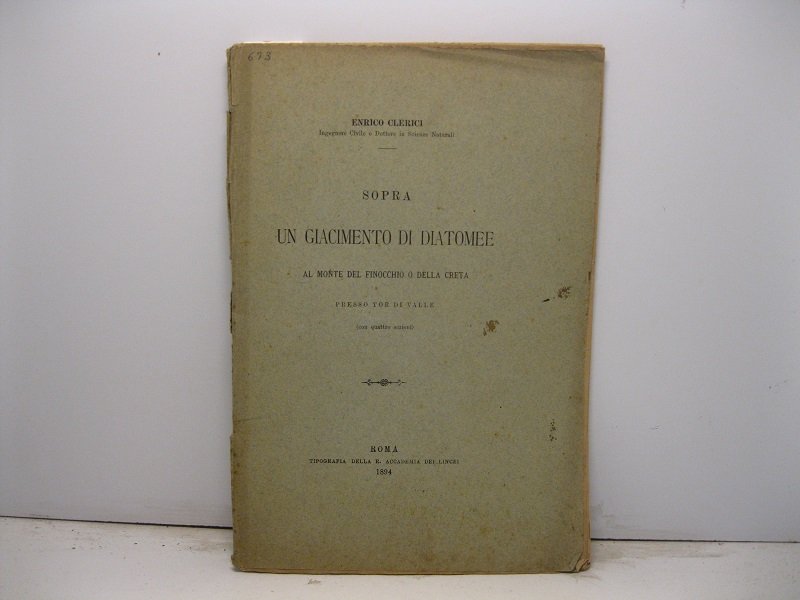 673
ENRICO CLERICI
Ingegnere Civile e Dottore in Scienze Naturali
SOPRA
UN GIACIMENTO DI DIATOMEE
AL MONTE DEL FINOCCHIO O DELLA CRETA
PRESSO TOR DI VALLE
(con quattro sezioni)
ROMA
TIPOGRAFIA DELLA R. ACCADEMIA DEI LINCEI
1894